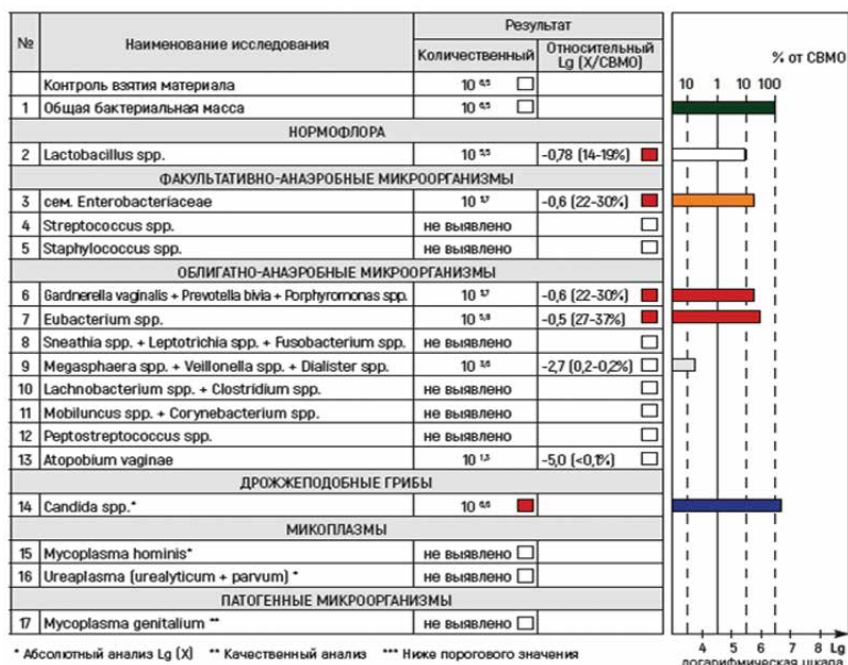 № Наименование исследования Результат
Количественный Относительный Lg (X/СВМО)
% от СВМО
10 1 10 100
Контроль взятия материала 10 6,5
1 Общая бактериальная масса 10 6,5
НОРМОФЛОРА
2 Lactobacillus spp. 10 5,5 -0,78 (14-19%)
ФАКУЛЬТАТИВНО-АНАЭРОБНЫЕ МИКРООРГАНИЗМЫ
3 сем. Enterobacteriaceae -0,6 (22-30%)
4 Streptococcus spp. не выявлено
5 Staphylococcus spp. не выявлено
ОБЛИГАТНО-АНАЭРОБНЫЕ МИКРООРГАНИЗМЫ
6 Gardnerella vaginalis + Prevotella bivia + Porphyromonas spp. -0,6 (22-30%)
7 Eubacterium spp. 10 5,8 -0,5 (27-37%)
8 Sneathia spp. + Leptotrichia spp. + Fusobacterium spp. не выявлено
9 Megasphaera spp. + Veillonella spp. + Dialister spp. 10 3,6 -2,7 (0,2-0,2%)
10 Lachnobacterium spp. + Clostridium spp. не выявлено
11 Mobiluncus spp. + Corynebacterium spp. не выявлено
12 Peptostreptococcus spp. не выявлено
13 Atopobium vaginae 10 1,3 -5,0 (<0,1%)
ДРОЖЖЕПОДОБНЫЕ ГРИБЫ
14 Candida spp.* 10 6,6
МИКОПЛАЗМЫ
15 Mycoplasma hominis* не выявлено
16 Ureaplasma (urealyticum + parvum) * не выявлено
ПАТОГЕННЫЕ МИКРООРГАНИЗМЫ
17 Mycoplasma genitalium ** не выявлено
4 5 6 7 8 Lg
* Абсолютный анализ Lg (X) ** Качественный анализ *** Ниже порогового значения
логарифмическая шкала